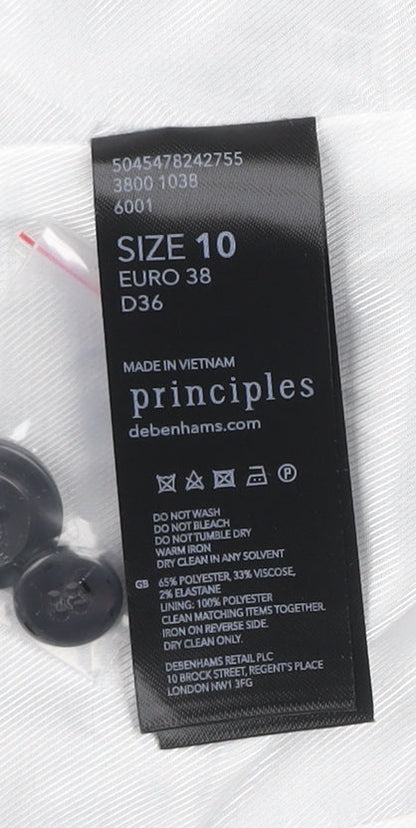 5045478242755
3800 1038
6001
SIZE 10
EURO 38
D36
MADE IN VIETNAM
principles
debenhams.com
P
DO NOT WASH
DO NOT BLEACH
DO NOT TUMBLE DRY
WARM IRON
DRY CLEAN IN ANY SOLVENT
GB 65% POLYESTER, 33% VISCOSE,
2% ELASTANE
LINING: 100% POLYESTER
CLEAN MATCHING ITEMS TOGETHER.
IRON ON REVERSE SIDE.
DRY CLEAN ONLY.
DEBENHAMS RETAIL PLC
10 BROCK STREET, REGENT'S PLACE
LONDON NW1 3FG